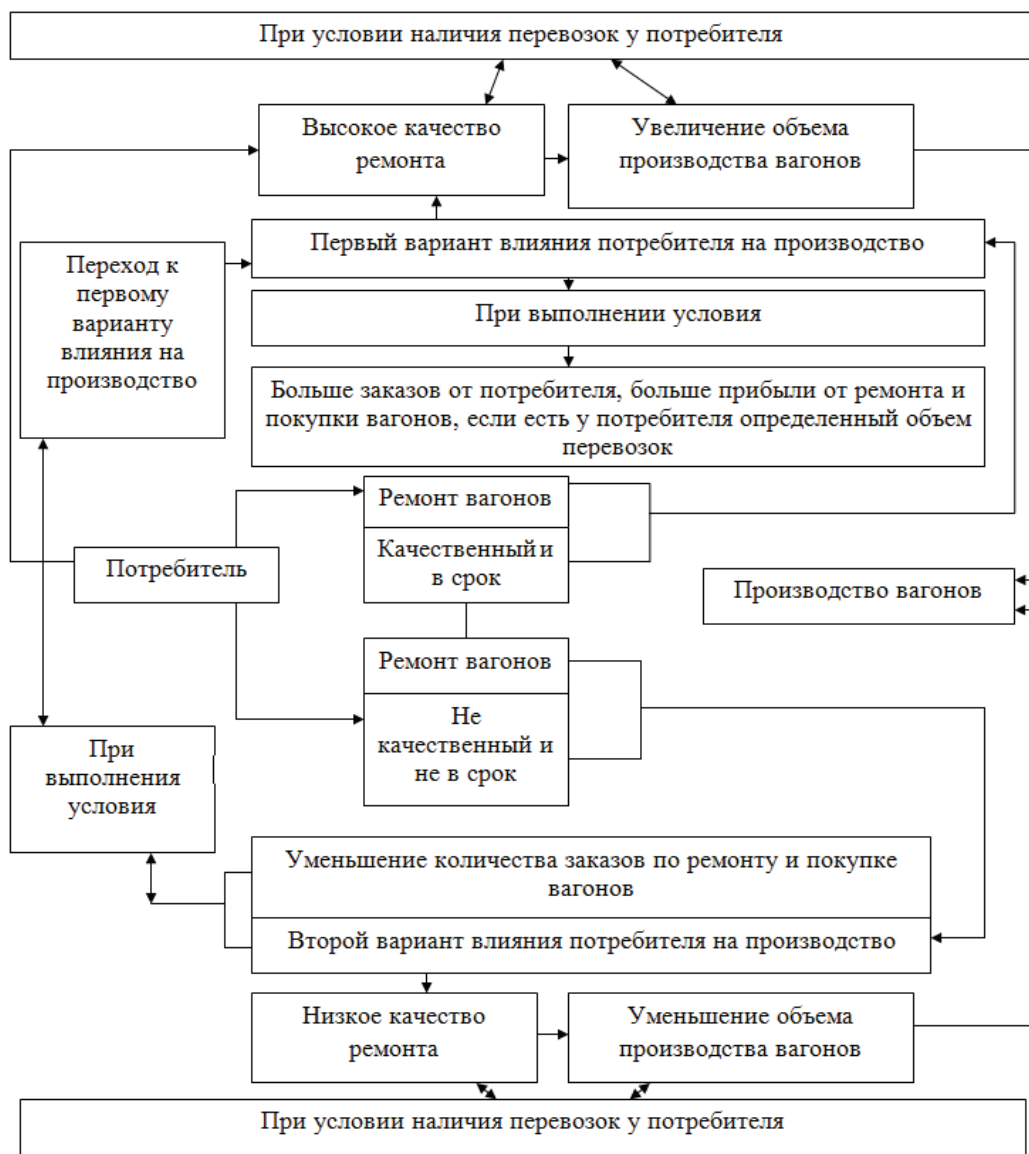 При условии наличия перевозок у потребителя
Высокое качество
ремонта
Увеличение объема
производства вагонов
Первый вариант влияния потребителя на производство
Переход к
первому
варианту
влияния на
производство
При выполнении условия
Больше заказов от потребителя, больше прибыли от ремонта и
покупки вагонов, если есть у потребителя определенный объем
перевозок
Ремонт вагонов
Качественный и
в срок
Потребитель
Производство вагонов
Ремонт вагонов
Не
качественный и
не в срок
При
выполнения
условия
Уменьшение количества заказов по ремонту и покупке
вагонов
Второй вариант влияния потребителя на производство
Низкое качество
ремонта
Уменьшение объема
производства вагонов
При условии наличия перевозок у потребителя